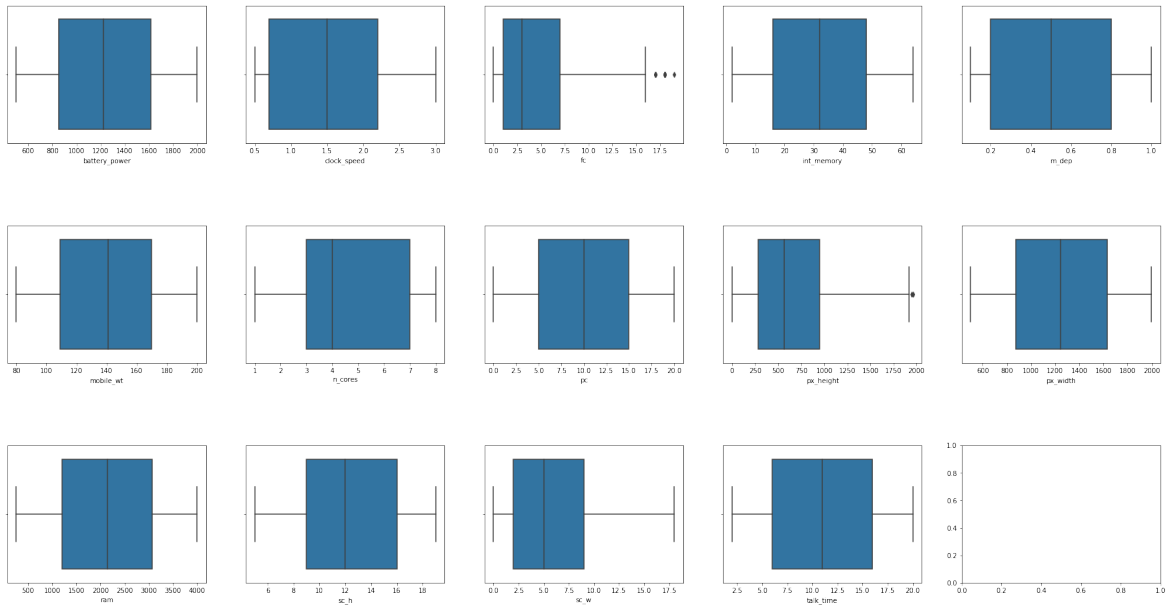 600 800 1000 1200 1400 1600 1800 2000
battery_power
0.5 1.0 1.5 2.0 2.5 3.0
clock_speed
0.0 2.5 5.0 7.5 10.0 12.5 15.0 17.5
fc
0 10 20 30 40 50 60
int_memory
0.2 0.4 0.6 0.8 1.0
m_dep
80 100 120 140 160 180 200
mobile_wt
1 2 3 4 5 6 7 8
n_cores
0.0 2.5 5.0 7.5 10.0 12.5 15.0 17.5 20.0
pc
0 250 500 750 1000 1250 1500 1750 2000
px_height
600 800 1000 1200 1400 1600 1800 2000
px_width
500 1000 1500 2000 2500 3000 3500 4000
ram
6 8 10 12 14 16 18
sc_h
0.0 2.5 5.0 7.5 10.0 12.5 15.0 17.5
sc_w
2.5 5.0 7.5 10.0 12.5 15.0 17.5 20.0
talk_time
1.0
0.8
0.6
0.4
0.2
0.0
0.0 0.2 0.4 0.6 0.8 1.0